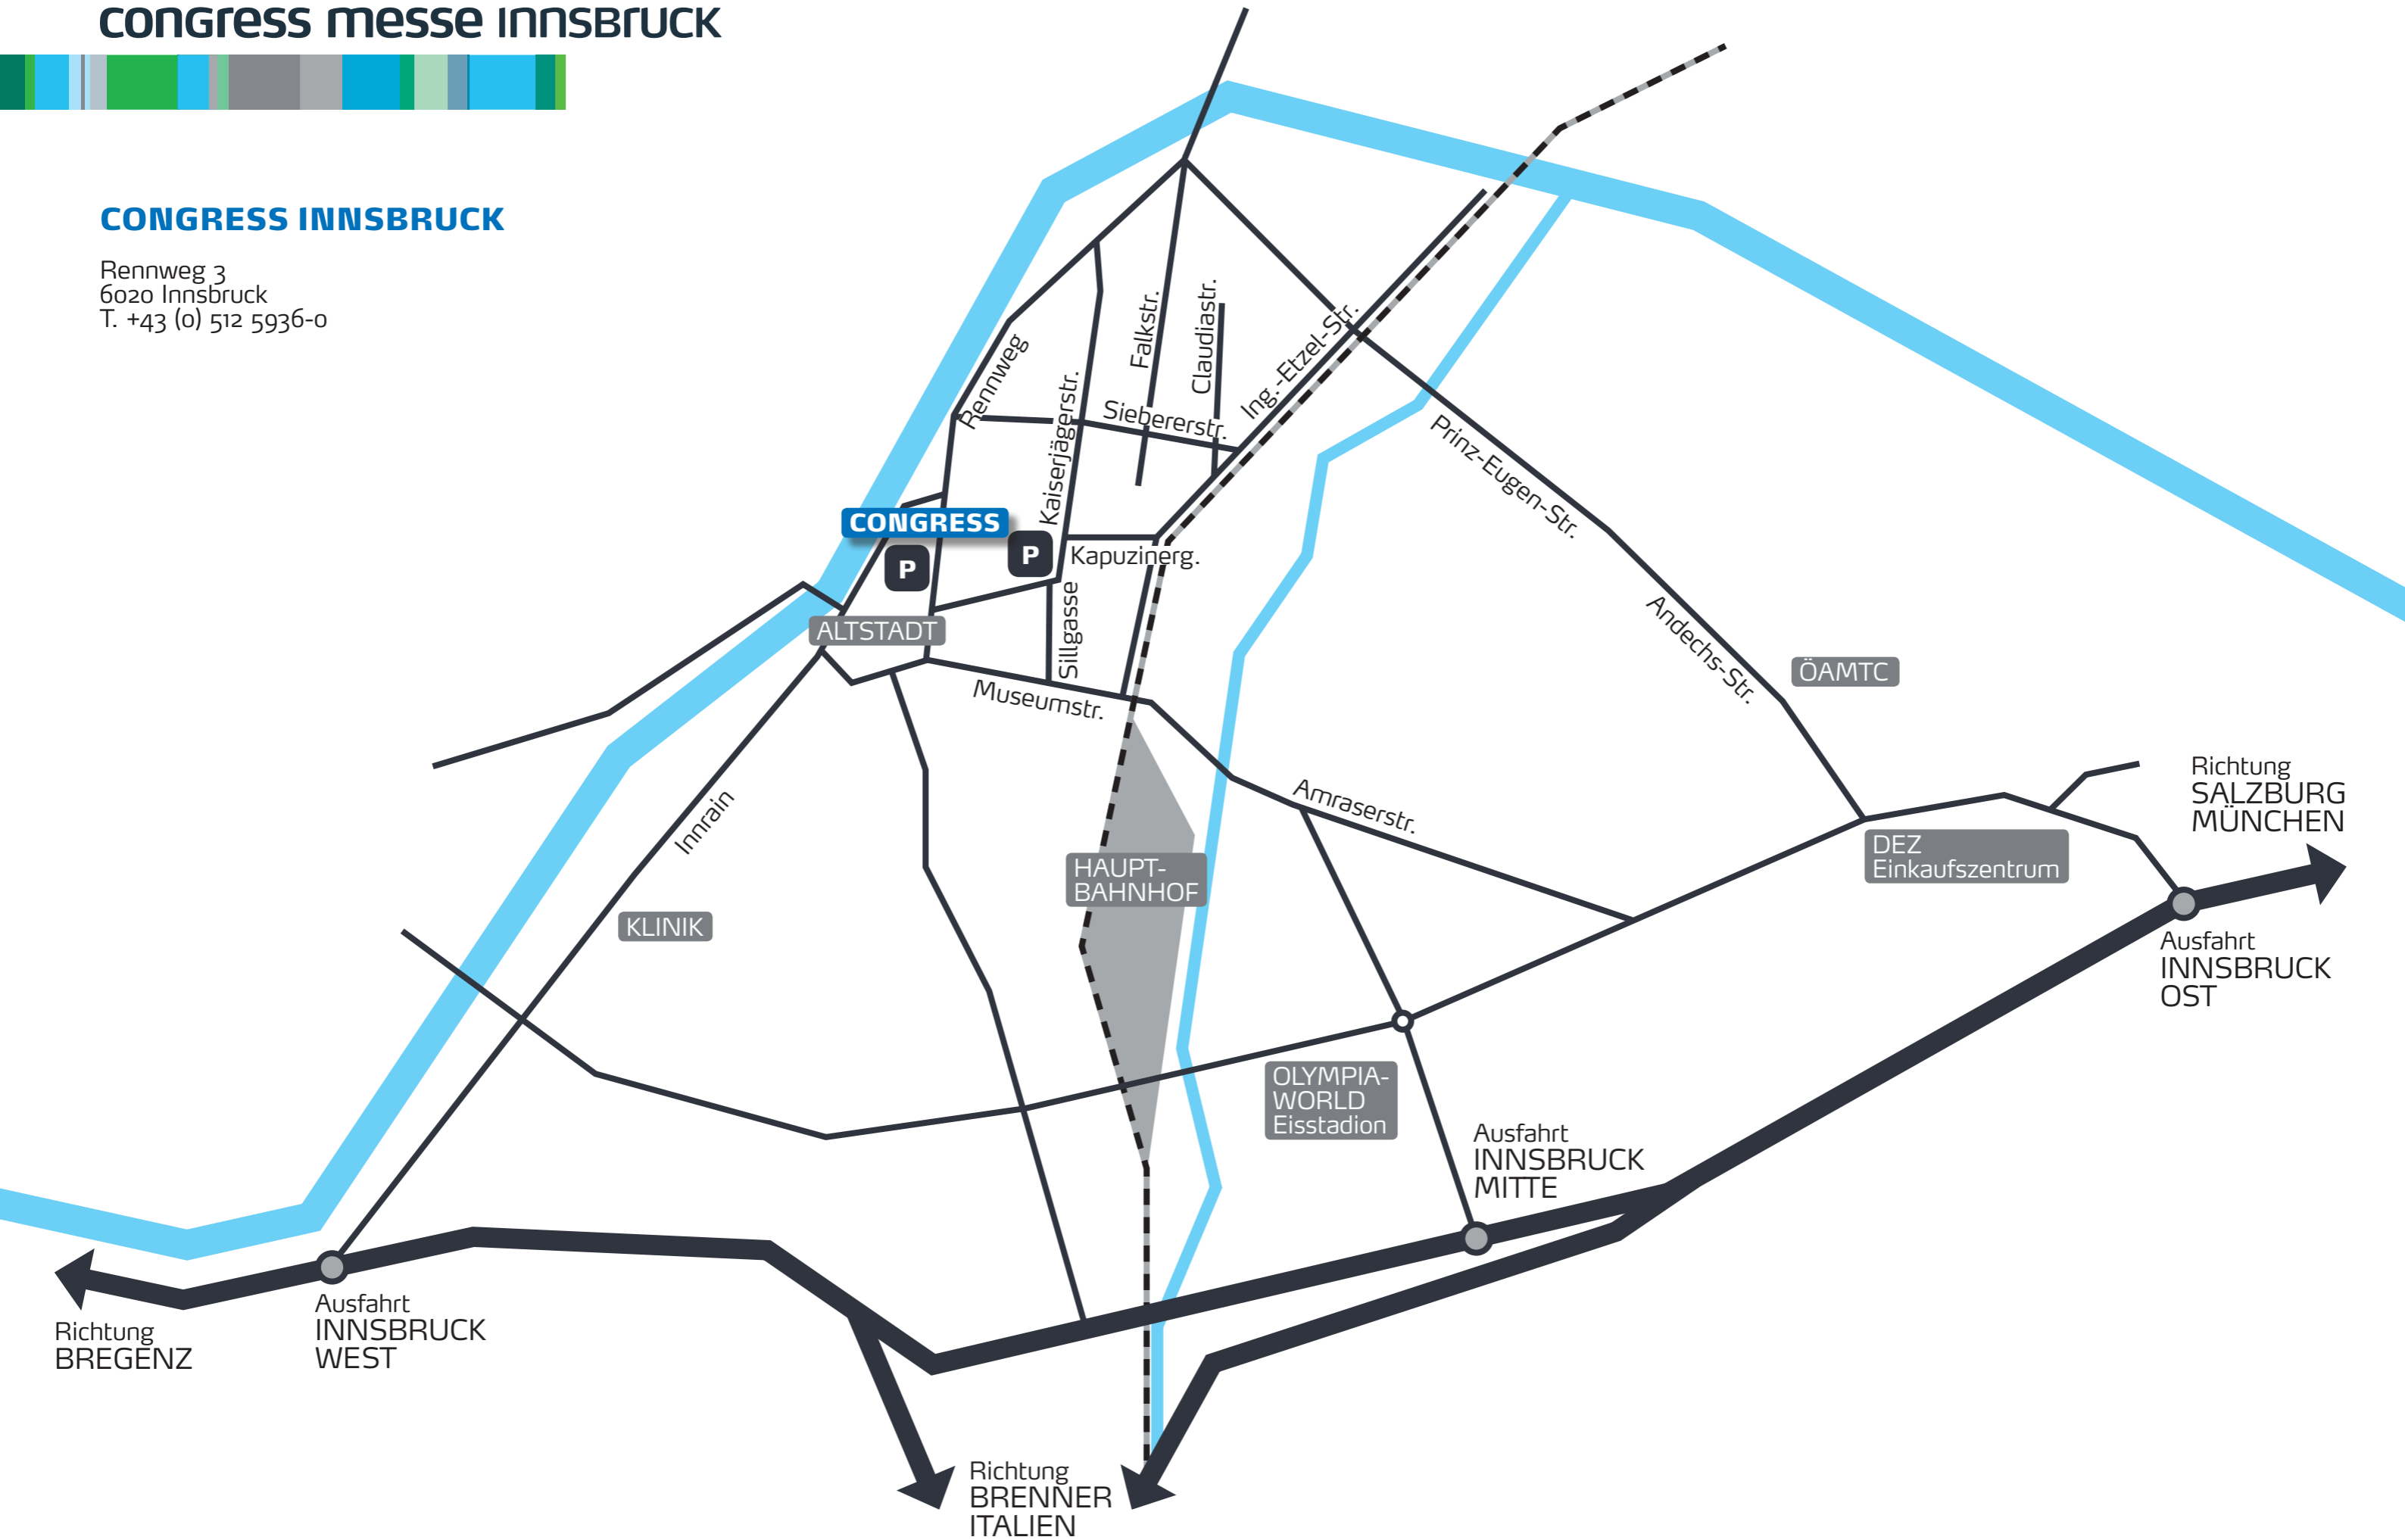 congress messe innsbruck
CONGRESS INNSBRUCK
Rennweg 3
6020 Innsbruck
T. +43 (0) 512 5936-0
Rennweg
Kaiserjägerstr.
Falkstr.
Claudiastr.
Siebererstr.
Ing.-Etzel-Str.
Prinz-Eugen-Str.
CONGRESS
P
P
Kapuzinerg.
Sillgasse
ALTSTADT
Museumstr.
Andechs-Str.
ÖAMTC
Innrain
Amraserstr.
Richtung
SALZBURG
MÜNCHEN
DEZ
Einkaufszentrum
HAUPT-
BAHNHOF
KLINIK
Ausfahrt
INNSBRUCK
OST
OLYMPIA-
WORLD
Eisstadion
Ausfahrt
INNSBRUCK
MITTE
Ausfahrt
INNSBRUCK
WEST
Richtung
BREGENZ
Richtung
BRENNER
ITALIEN